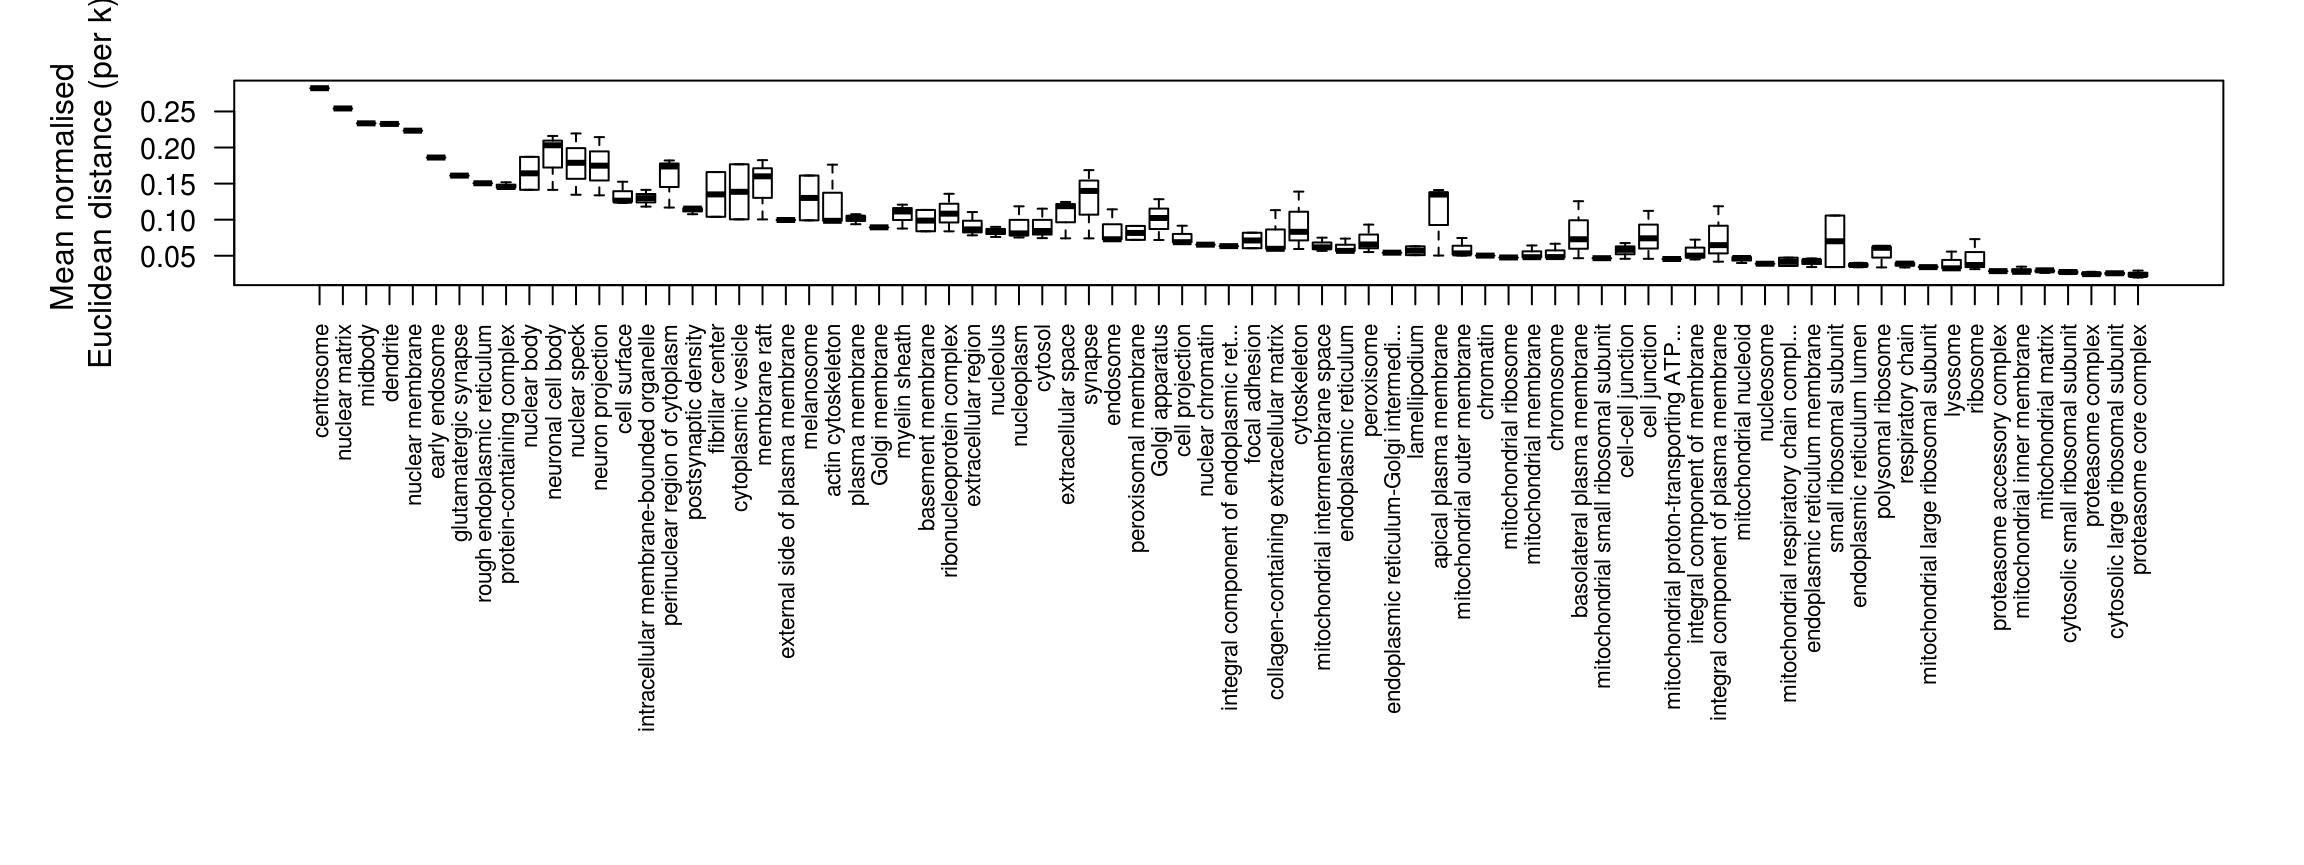 Mean normalised
Euclidean distance (per k)
0.25
0.20
0.15
0.10
0.05
centrosome
nuclear matrix
midbody
dendrite
nuclear membrane
early endosome
glutamatergic synapse
rough endoplasmic reticulum
protein-containing complex
nuclear body
neuronal cell body
nuclear speck
neuron projection
cell surface
intracellular membrane-bounded organelle
perinuclear region of cytoplasm
postsynaptic density
fibrillar center
cytoplasmic vesicle
membrane raft
external side of plasma membrane
melanosome
actin cytoskeleton
plasma membrane
Golgi membrane
myelin sheath
basement membrane
ribonucleoprotein complex
extracellular region
nucleolus
nucleoplasm
cytosol
extracellular space
synapse
endosome
peroxisomal membrane
Golgi apparatus
cell projection
nuclear chromatin
integral component of endoplasmic ret...
focal adhesion
collagen-containing extracellular matrix
cytoskeleton
mitochondrial intermembrane space
endoplasmic reticulum
peroxisome
endoplasmic reticulum-Golgi intermedi...
lamellipodium
apical plasma membrane
mitochondrial outer membrane
chromatin
mitochondrial ribosome
mitochondrial membrane
chromosome
basolateral plasma membrane
mitochondrial small ribosomal subunit
cell-cell junction
cell junction
mitochondrial proton-transporting ATP...
integral component of membrane
integral component of plasma membrane
mitochondrial nucleoid
nucleosome
mitochondrial respiratory chain compl...
endoplasmic reticulum membrane
small ribosomal subunit
endoplasmic reticulum lumen
polysomal ribosome
respiratory chain
mitochondrial large ribosomal subunit
lysosome
ribosome
proteasome accessory complex
mitochondrial inner membrane
mitochondrial matrix
cytosolic small ribosomal subunit
proteasome complex
cytosolic large ribosomal subunit
proteasome core complex